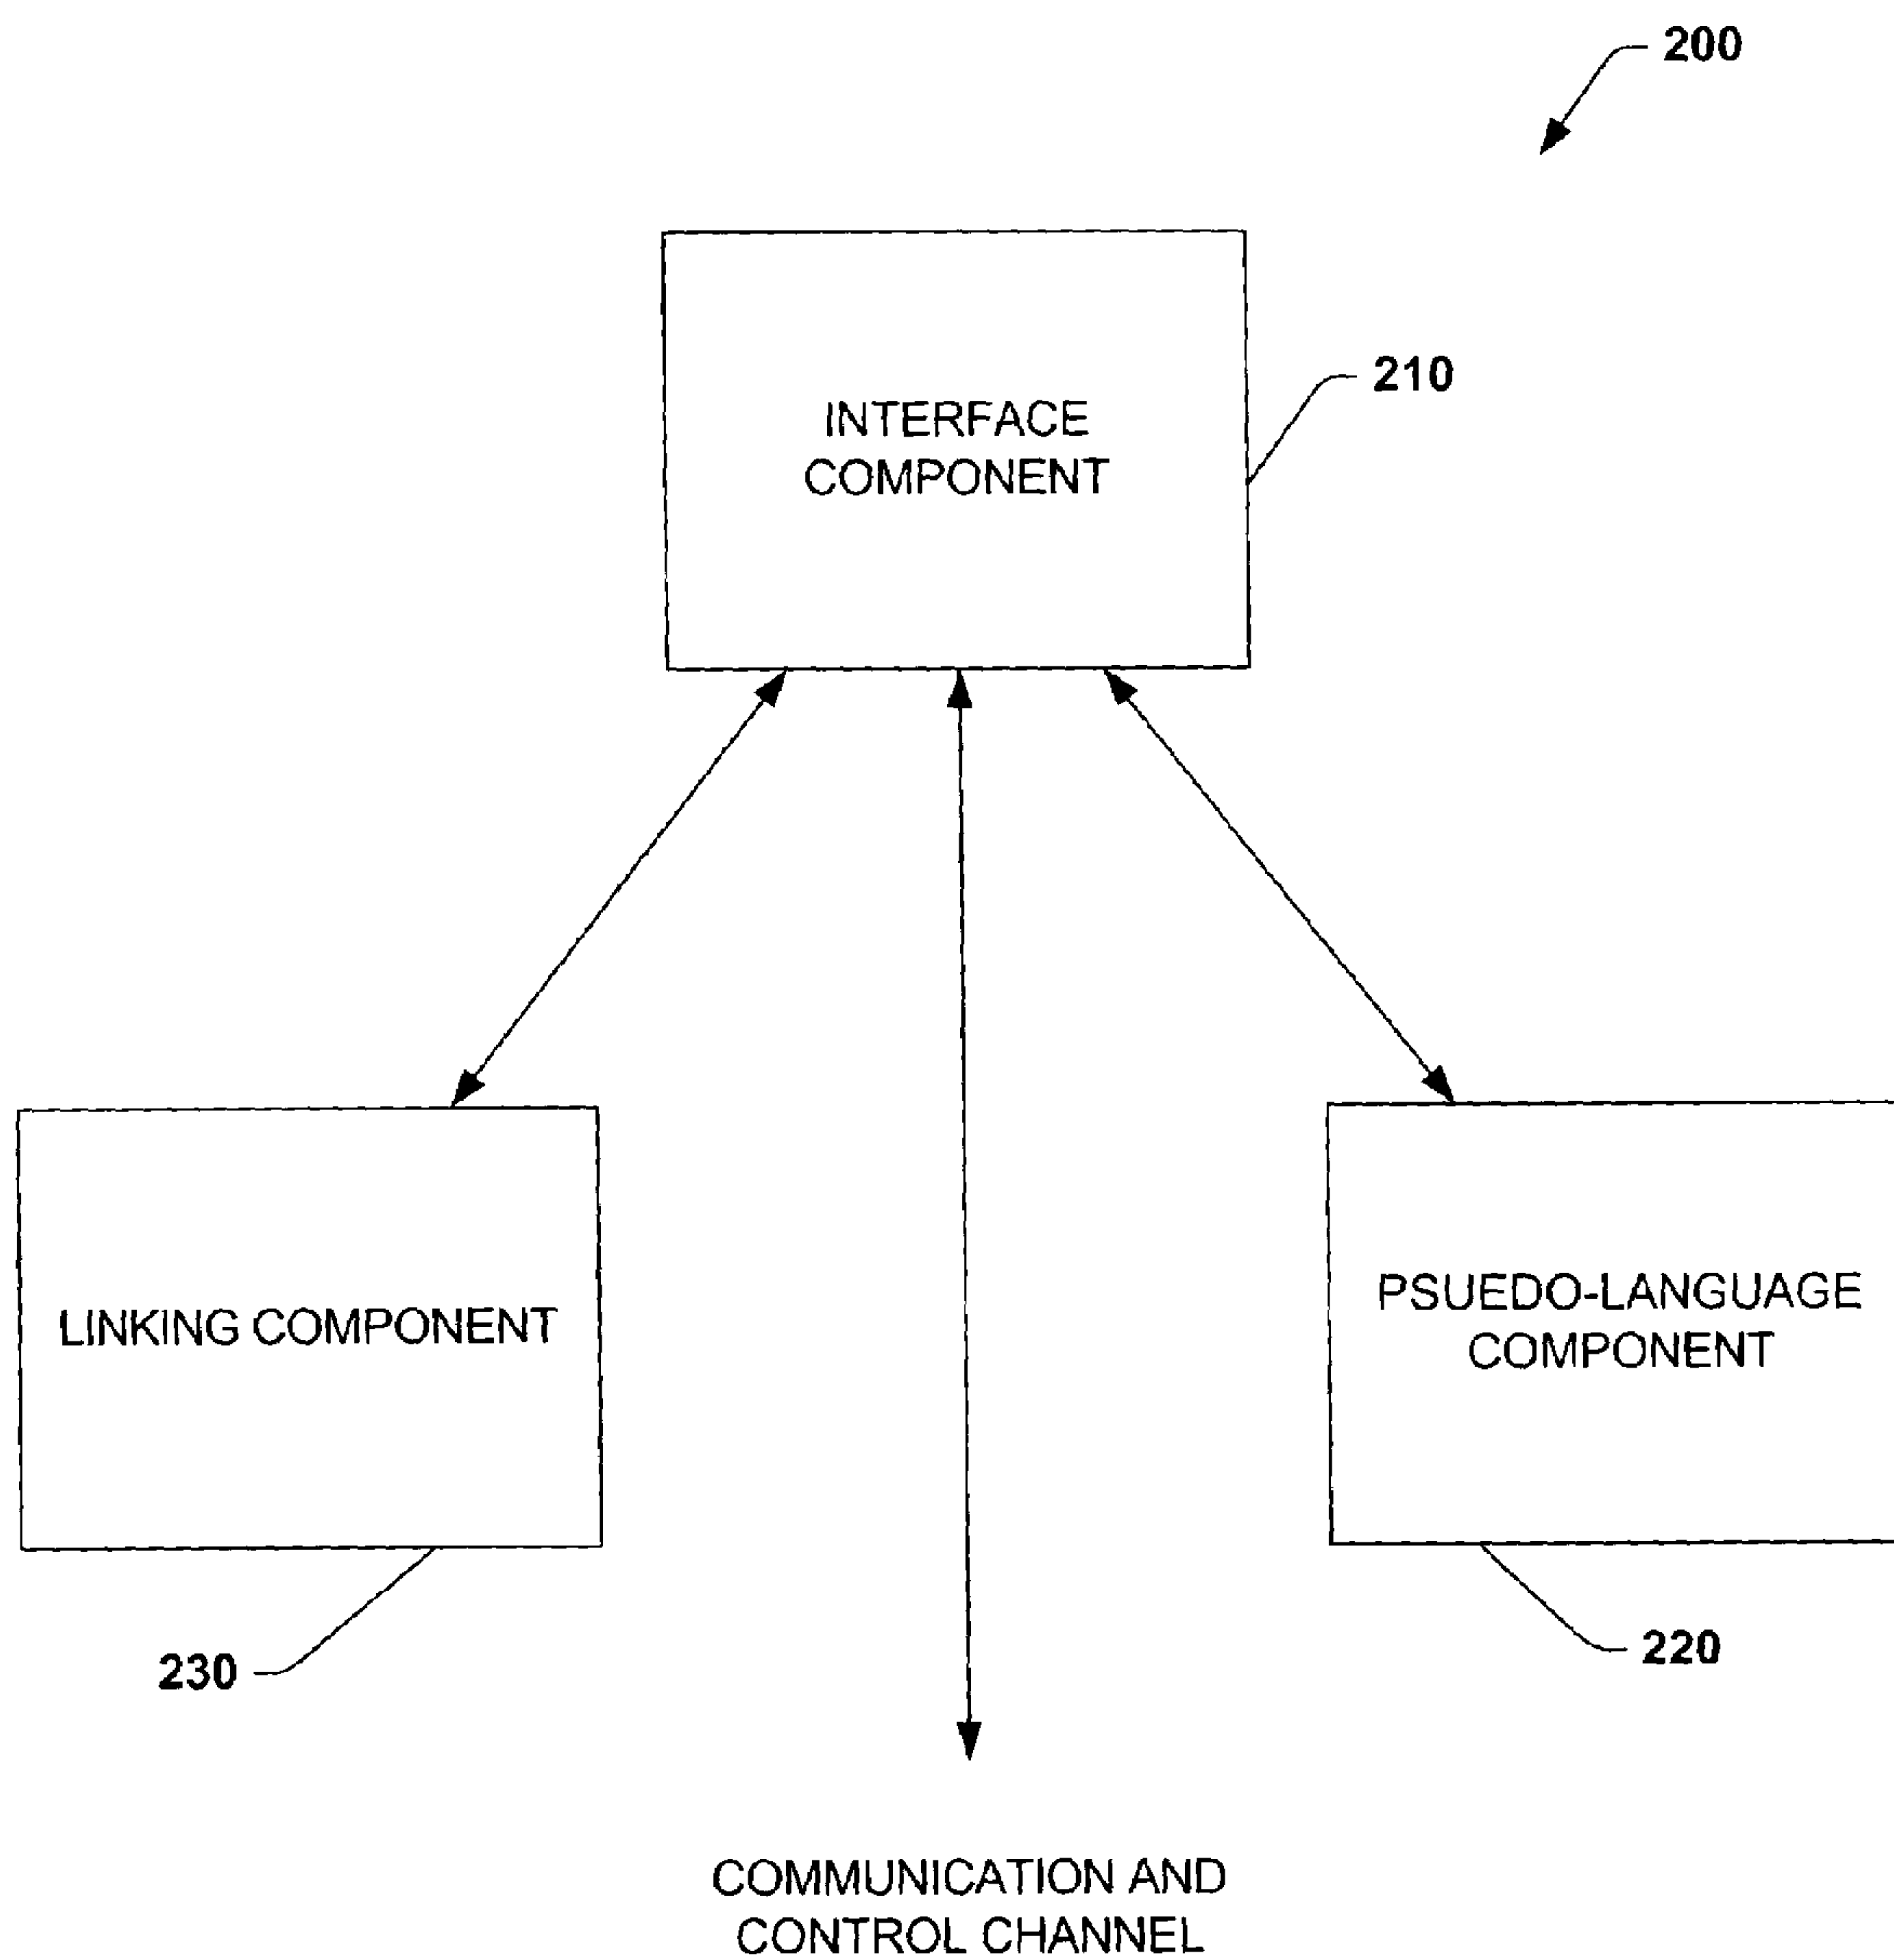 200
210
INTERFACE
COMPONENT
LINKING COMPONENT
PSUEDO-LANGUAGE
COMPONENT
230
220
COMMUNICATION AND
CONTROL CHANNEL